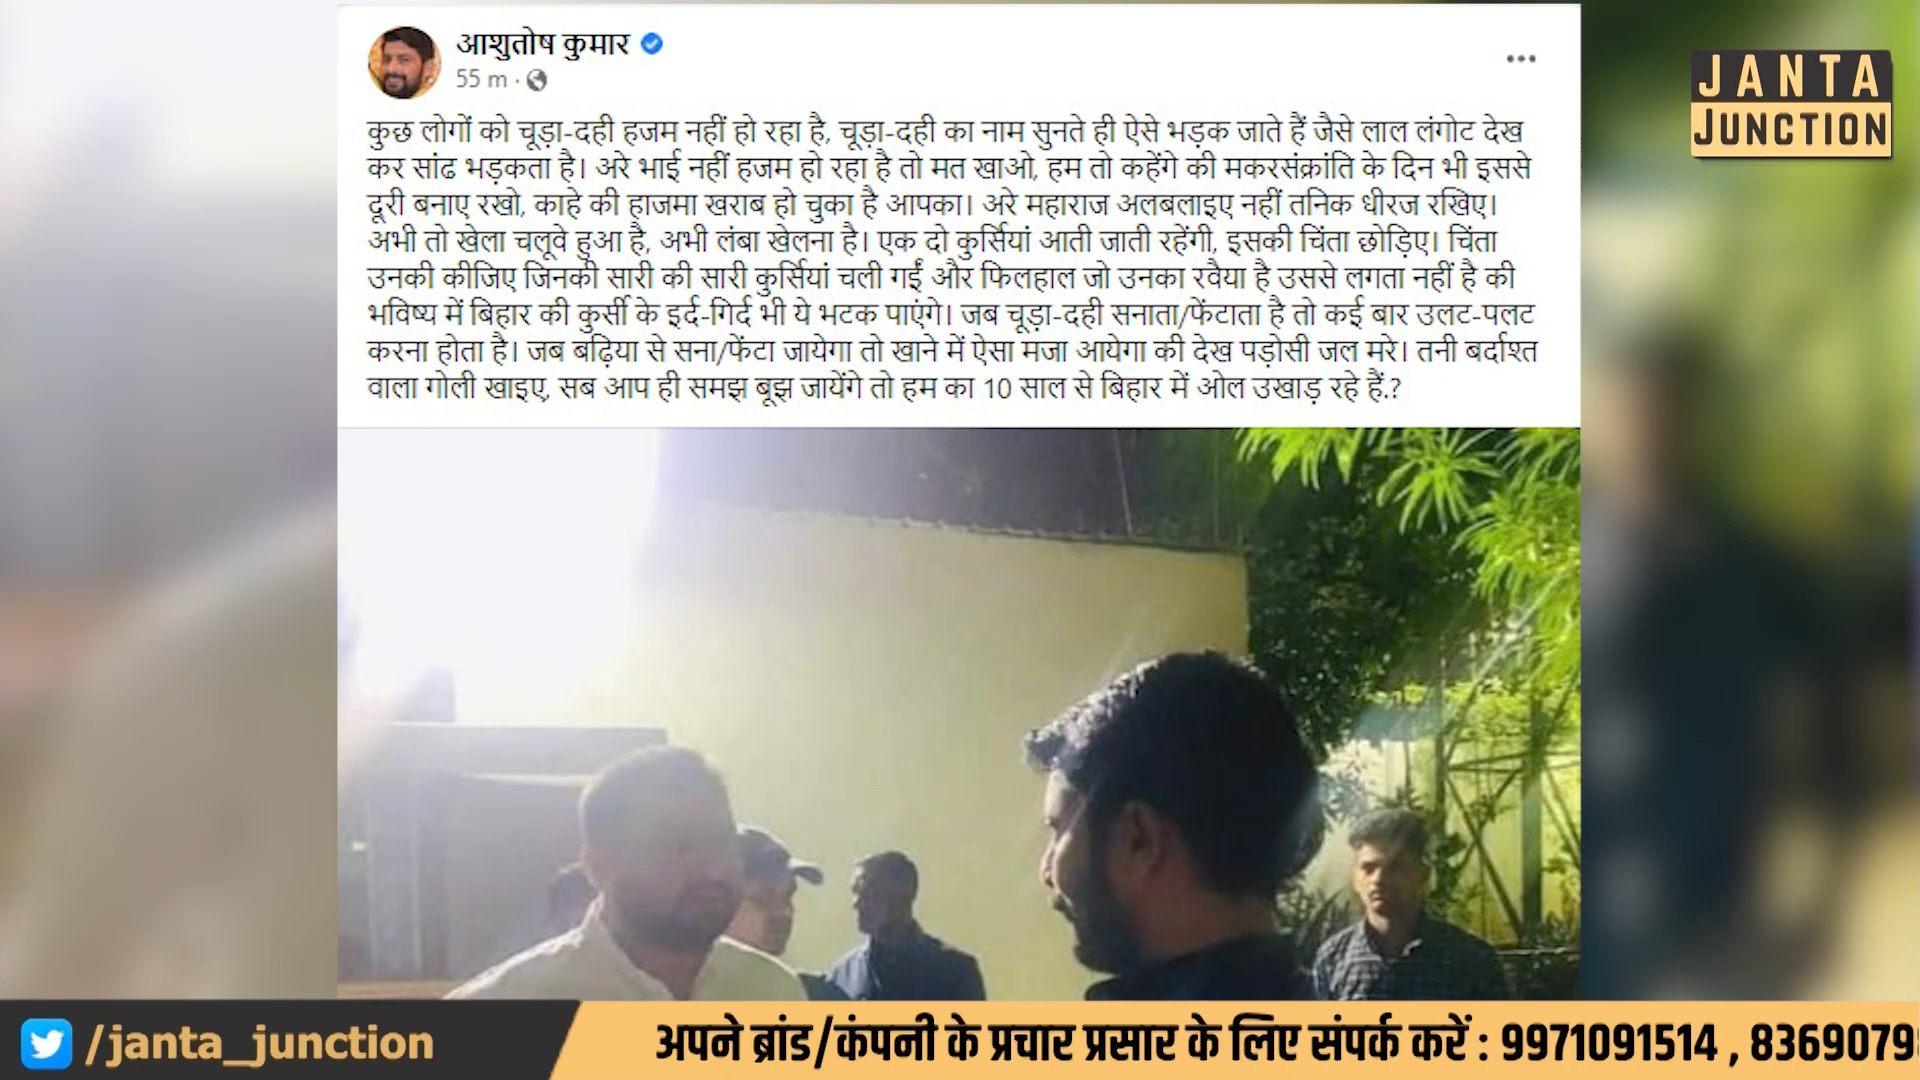 आशुतोष कुमार
55 m ·
JANTA
JUNCTION
कुछ लोगों को चूड़ा-दही हजम नहीं हो रहा है, चूड़ा-दही का नाम सुनते ही ऐसे भड़क जाते हैं जैसे लाल लंगोट देख
कर सांढ भड़कता है। अरे भाई नहीं हजम हो रहा है तो मत खाओ, हम तो कहेंगे की मकरसंक्रांति के दिन भी इससे
दूरी बनाए रखो, काहे की हाजमा खराब हो चुका है आपका। अरे महाराज अलबलाइए नहीं तनिक धीरज रखिए।
अभी तो खेला चलूवे हुआ है, अभी लंबा खेलना है। एक दो कुर्सियां आती जाती रहेंगी, इसकी चिंता छोड़िए। चिंता
उनकी कीजिए जिनकी सारी की सारी कुर्सियां चली गईं और फिलहाल जो उनका रवैया है उससे लगता नहीं है की
भविष्य में बिहार की कुर्सी के इर्द-गिर्द भी ये भटक पाएंगे। जब चूड़ा-दही सनाता/फेंटाता है तो कई बार उलट-पलट
करना होता है। जब बढ़िया से सना/फेंटा जायेगा तो खाने में ऐसा मजा आयेगा की देख पड़ोसी जल मरे। तनी बर्दाश्त
वाला गोली खाइए, सब आप ही समझ बूझ जायेंगे तो हम का 10 साल से बिहार में ओल उखाड़ रहे हैं.?
/janta_junction
अपने ब्रांड/कंपनी के प्रचार प्रसार के लिए संपर्क करें : 9971091514 , 8369079